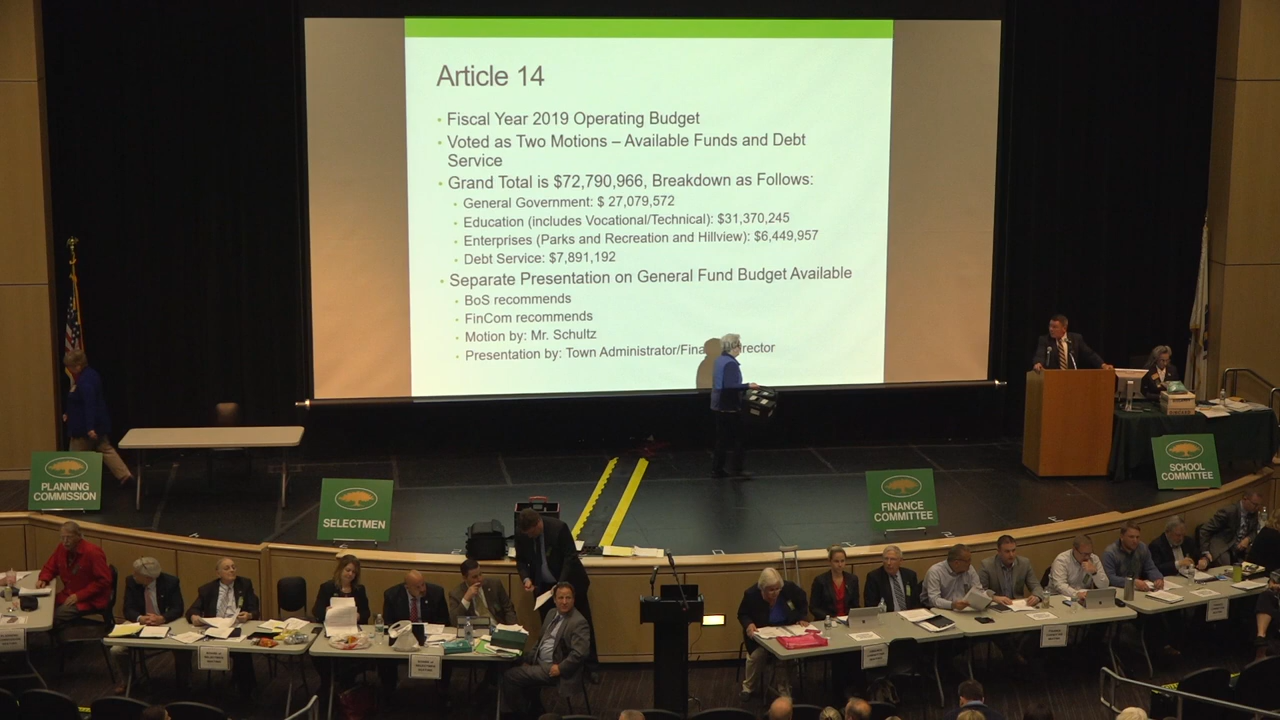 Article 14
• Fiscal Year 2019 Operating Budget
• Voted as Two Motions – Available Funds and Debt
Service
• Grand Total is $72,790,966, Breakdown as Follows:
• General Government: $ 27,079,572
• Education (includes Vocational/Technical): $31,370,245
• Enterprises (Parks and Recreation and Hillview): $6,449,957
• Debt Service: $7,891,192
• Separate Presentation on General Fund Budget Available
• BoS recommends
• FinCom recommends
• Motion by: Mr. Schultz
• Presentation by: Town Administrator/Fina rector
PLANNING
COMMISSION
SELECTMEN
FINANCE
COMMITTEE
SCHOOL
COMMITTEE